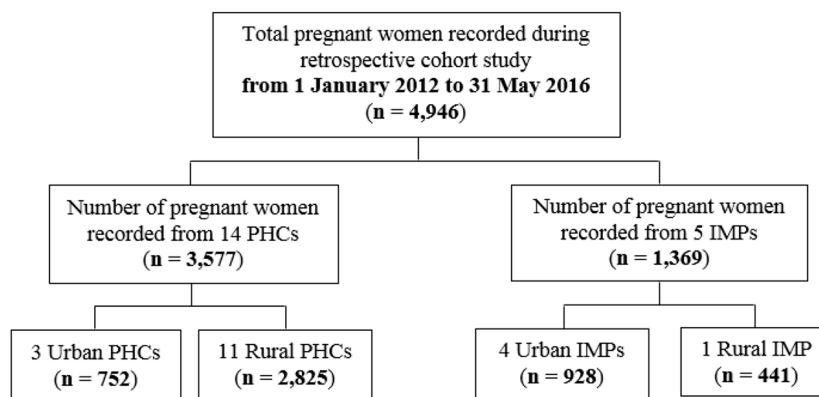 Total pregnant women recorded during
retrospective cohort study
from 1 January 2012 to 31 May 2016
(n = 4,946)
Number of pregnant women
recorded from 14 PHCs
(n = 3,577)
Number of pregnant women
recorded from 5 IMPs
(n = 1,369)
3 Urban PHCs
(n = 752)
11 Rural PHCs
(n = 2,825)
4 Urban IMPs
(n = 928)
1 Rural IMP
(n = 441)